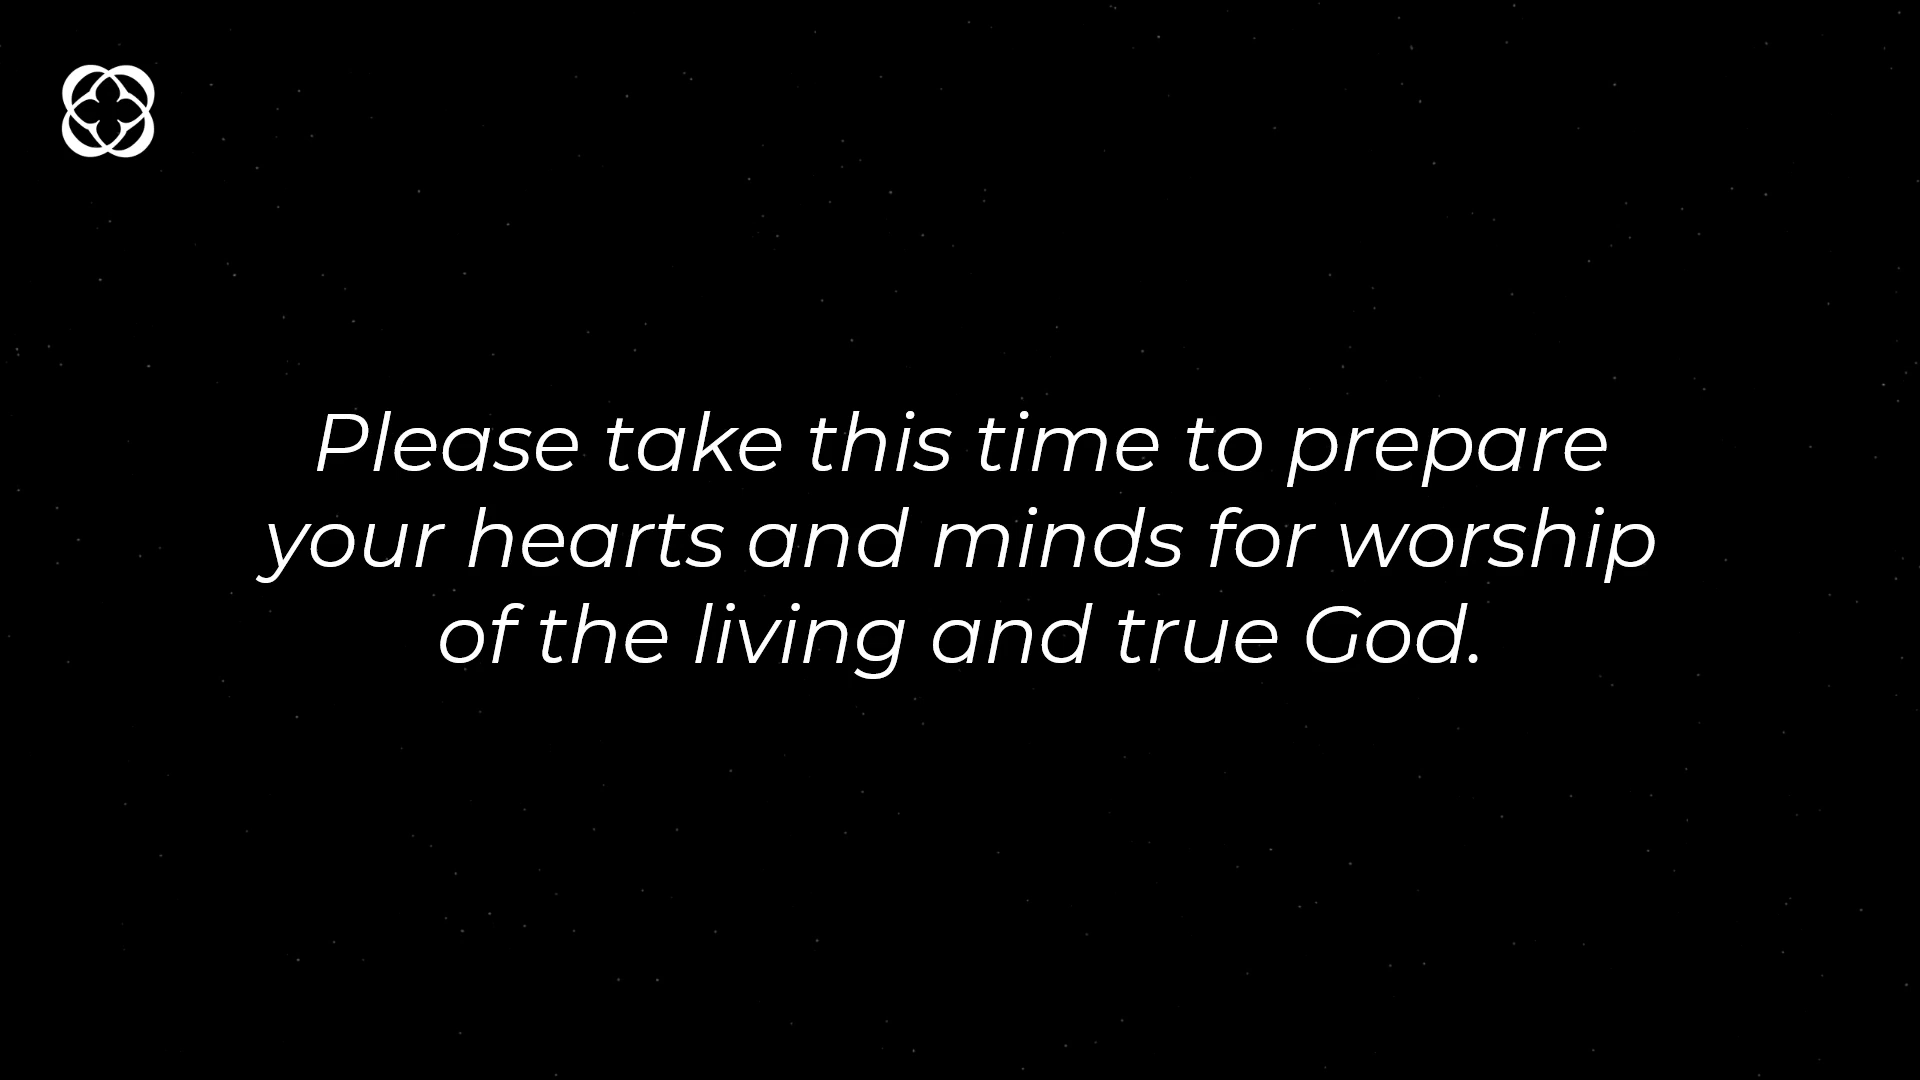 Please take this time to prepare
your hearts and minds for worship
of the living and true God.